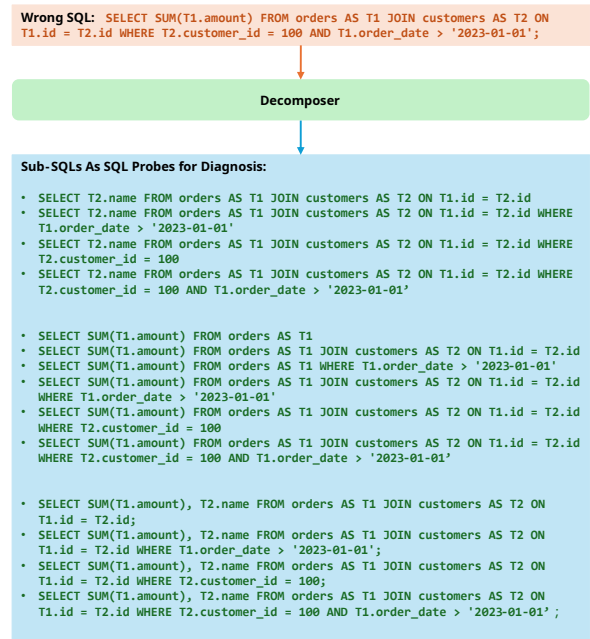 Wrong SQL: SELECT SUM(T1.amount) FROM orders AS T1 JOIN customers AS T2 ON
T1.id = T2.id WHERE T2.customer_id = 100 AND T1.order_date > '2023-01-01';
Decomposer
Sub-SQLs As SQL Probes for Diagnosis:
• SELECT T2.name FROM orders AS T1 JOIN customers AS T2 ON T1.id = T2.id
• SELECT T2.name FROM orders AS T1 JOIN customers AS T2 ON T1.id = T2.id WHERE
T1.order_date > '2023-01-01'
• SELECT T2.name FROM orders AS T1 JOIN customers AS T2 ON T1.id = T2.id WHERE
T2.customer_id = 100
• SELECT T2.name FROM orders AS T1 JOIN customers AS T2 ON T1.id = T2.id WHERE
T2.customer_id = 100 AND T1.order_date > '2023-01-01’
• SELECT SUM(T1.amount) FROM orders AS T1
• SELECT SUM(T1.amount) FROM orders AS T1 JOIN customers AS T2 ON T1.id = T2.id
• SELECT SUM(T1.amount) FROM orders AS T1 WHERE T1.order_date > '2023-01-01'
• SELECT SUM(T1.amount) FROM orders AS T1 JOIN customers AS T2 ON T1.id = T2.id
WHERE T1.order_date > '2023-01-01'
• SELECT SUM(T1.amount) FROM orders AS T1 JOIN customers AS T2 ON T1.id = T2.id
WHERE T2.customer_id = 100
• SELECT SUM(T1.amount) FROM orders AS T1 JOIN customers AS T2 ON T1.id = T2.id
WHERE T2.customer_id = 100 AND T1.order_date > '2023-01-01’
• SELECT SUM(T1.amount), T2.name FROM orders AS T1 JOIN customers AS T2 ON
T1.id = T2.id;
• SELECT SUM(T1.amount), T2.name FROM orders AS T1 JOIN customers AS T2 ON
T1.id = T2.id WHERE T1.order_date > '2023-01-01';
• SELECT SUM(T1.amount), T2.name FROM orders AS T1 JOIN customers AS T2 ON
T1.id = T2.id WHERE T2.customer_id = 100;
• SELECT SUM(T1.amount), T2.name FROM orders AS T1 JOIN customers AS T2 ON
T1.id = T2.id WHERE T2.customer_id = 100 AND T1.order_date > '2023-01-01’ ;